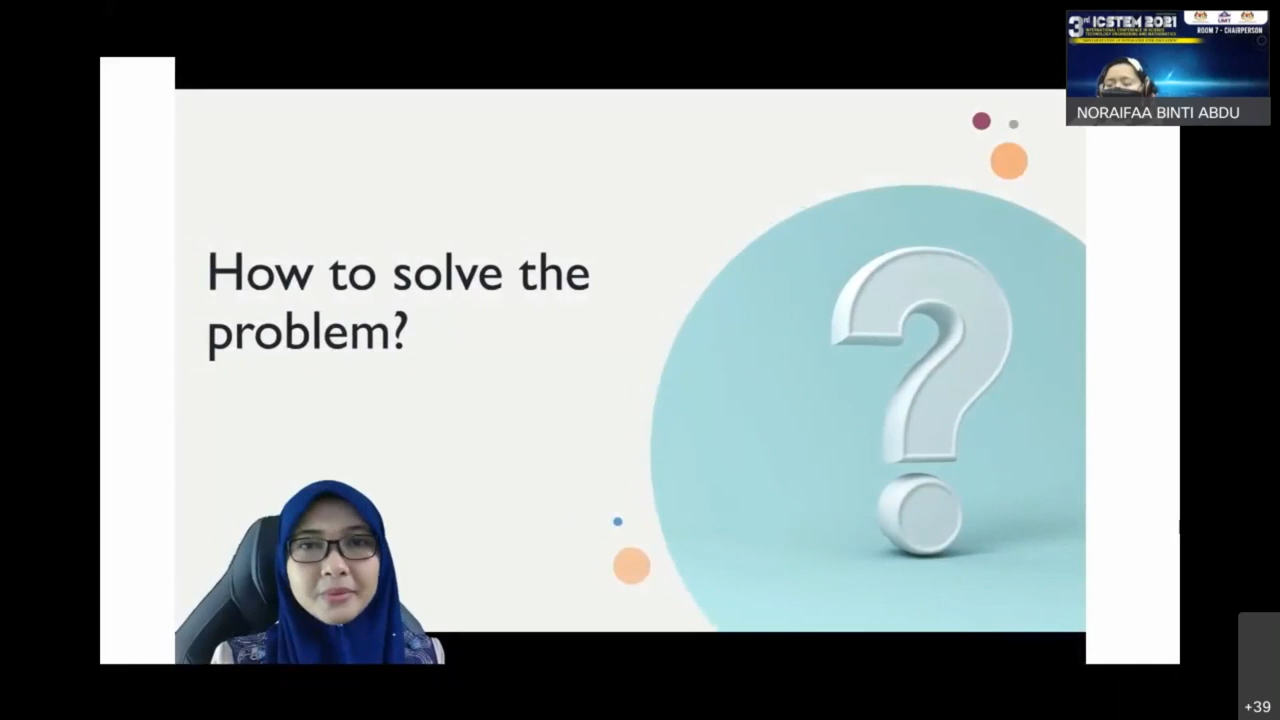 3rd ICSTEM 2021
INTERNATIONAL CONFERENCE IN SCIENCE
TECHNOLOGY ENGINEERING AND MATHEMATICS
UMT
ROOM 7 - CHAIRPERSON
NORAIFAA BINTI ABDU
How to solve the
problem?
+39